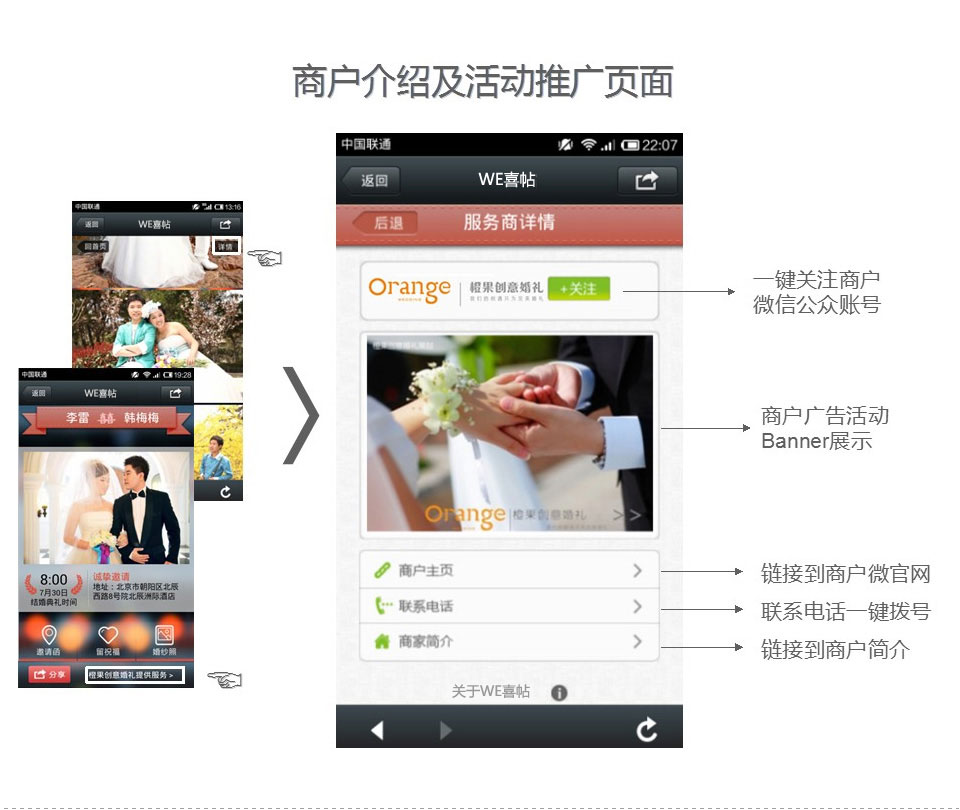 商户介绍及活动推广页面
中国联通 13:16
返回 WE喜帖
回首页 详情
中国联通 19:28
返回 WE喜帖
李雷 囍 韩梅梅
8:00
7月30日
结婚典礼时间
诚挚邀请
地址：北京市朝阳区北辰
西路8号院北辰洲际酒店
邀请函 留祝福 婚纱照
分享 橙果创意婚礼提供服务 >
中国联通 22:07
返回 WE喜帖
后退 服务商详情
Orange 橙果创意婚礼 +关注
WEDDING
一键关注商户
微信公众账号
橙果创意婚礼策划
Orange 橙果创意婚礼 >>
商户广告活动
Banner展示
商户主页 >
链接到商户微官网
联系电话 >
联系电话一键拨号
商家简介 >
链接到商户简介
关于WE喜帖